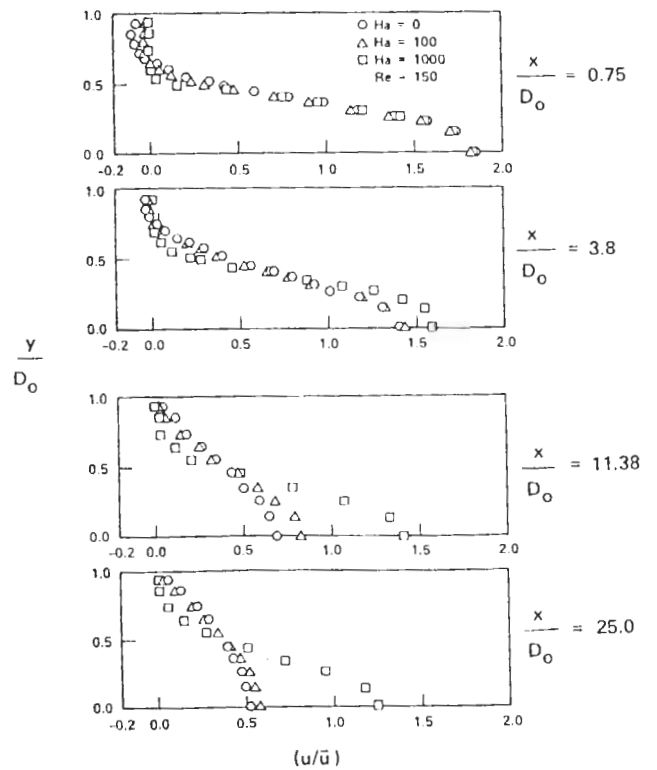 1.0
0.5
0.0
-0.2 0.0 0.5 1.0 1.5 2.0
○ Ha = 0
△ Ha = 100
□ Ha = 1000
Re - 150
x
D₀ = 0.75
1.0
0.5
0.0
-0.2 0.0 0.5 1.0 1.5 2.0
x
D₀ = 3.8
y
D₀
1.0
0.5
0.0
-0.2 0.0 0.5 1.0 1.5 2.0
x
D₀ = 11.38
1.0
0.5
0.0
-0.2 0.0 0.5 1.0 1.5 2.0
x
D₀ = 25.0
(u/ū)